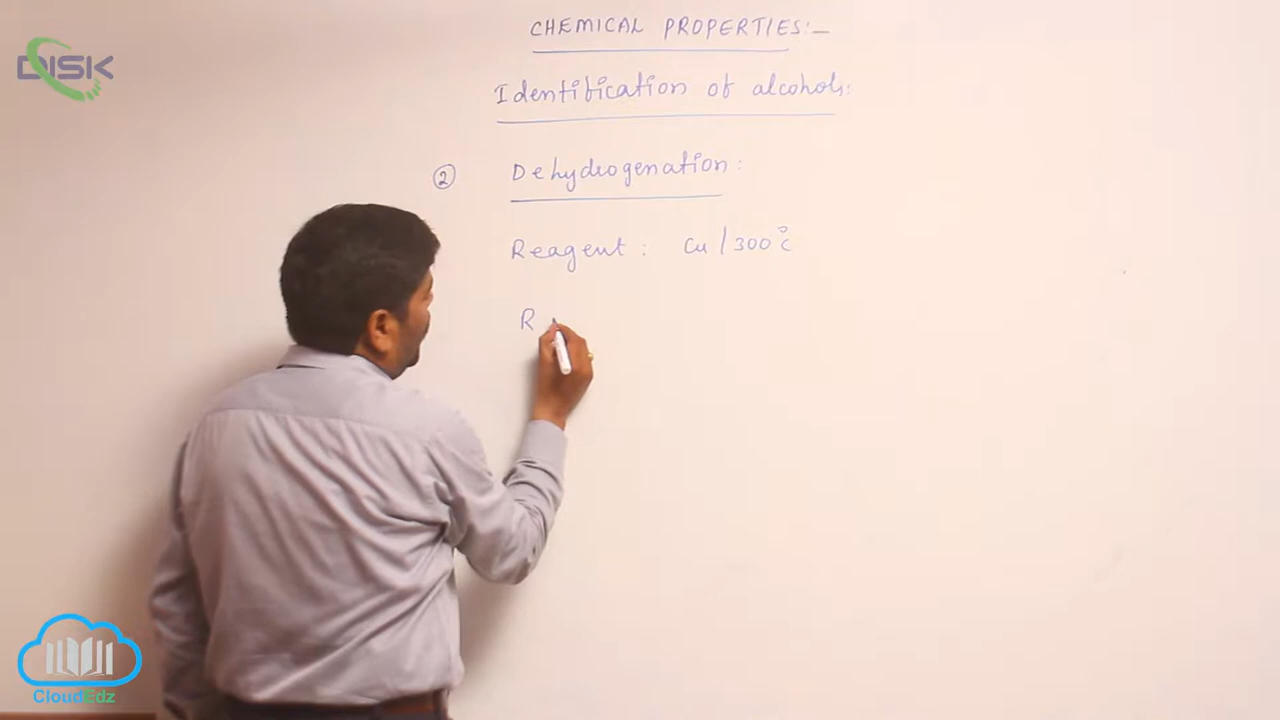 DISK
CHEMICAL PROPERTIES:-
Identification of alcohols:
② Dehydrogenation:
Reagent: Cu/300°C
R
CloudEdz